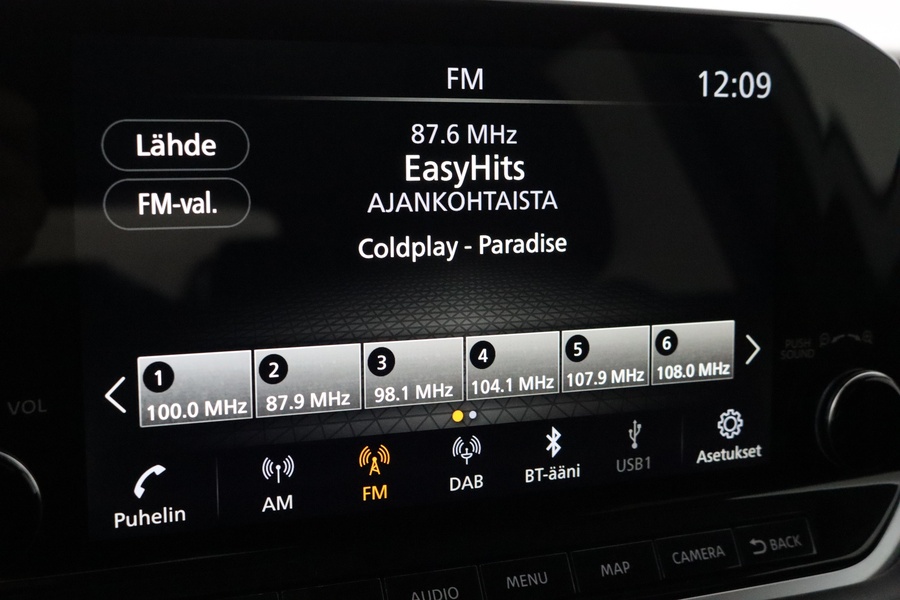 FM
12:09
Lähde
FM-val.
87.6 MHz
EasyHits
AJANKOHTAISTA
Coldplay - Paradise
1 100.0 MHz
2 87.9 MHz
3 98.1 MHz
4 104.1 MHz
5 107.9 MHz
6 108.0 MHz
Puhelin
AM
FM
DAB
BT-ääni
USB1
Asetukset
VOL
PUSH
SOUND
AUDIO
MENU
MAP
CAMERA
BACK